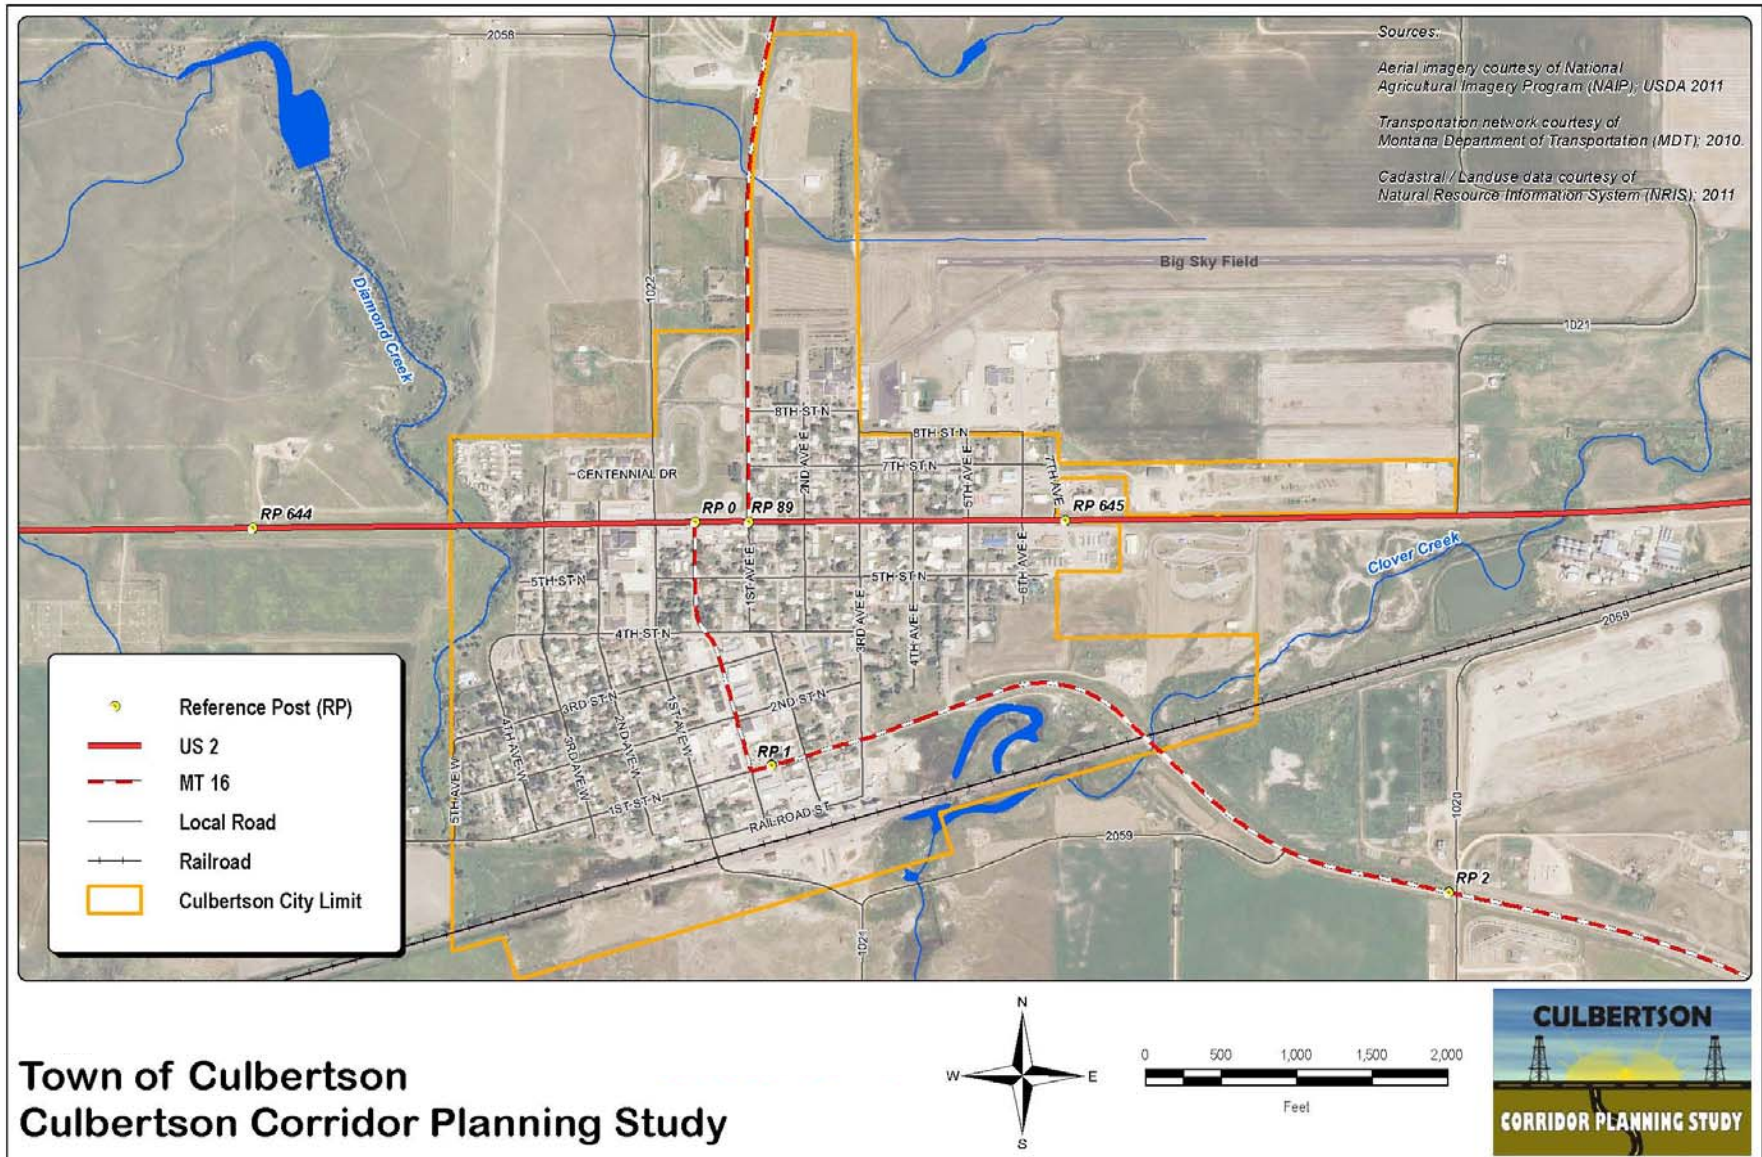 Sources:
Aerial imagery courtesy of National
Agricultural Imagery Program (NAIP); USDA 2011
Transportation network courtesy of
Montana Department of Transportation (MDT); 2010.
Cadastral / Landuse data courtesy of
Natural Resource Information System (NRIS); 2011
2058
1022
Diamond Creek
Big Sky Field
1021
8TH ST N
8TH ST N
2ND AVE E
7TH ST N
5TH AVE E
7TH AVE
CENTENNIAL DR
RP 644
RP 0
RP 89
RP 645
Clover Creek
5TH ST N
1ST AVE E
5TH ST N
6TH AVE E
3RD AVE E
4TH AVE E
4TH ST N
2059
3RD ST N
2ND ST N
4TH AVE W
3RD AVE W
2ND AVE W
1ST AVE W
5TH AVE W
RP 1
1ST ST N
RAILROAD ST
2059
1020
RP 2
1021
Reference Post (RP)
US 2
MT 16
Local Road
Railroad
Culbertson City Limit
Town of Culbertson
Culbertson Corridor Planning Study
N
W
E
S
0 500 1,000 1,500 2,000
Feet
CULBERTSON
CORRIDOR PLANNING STUDY